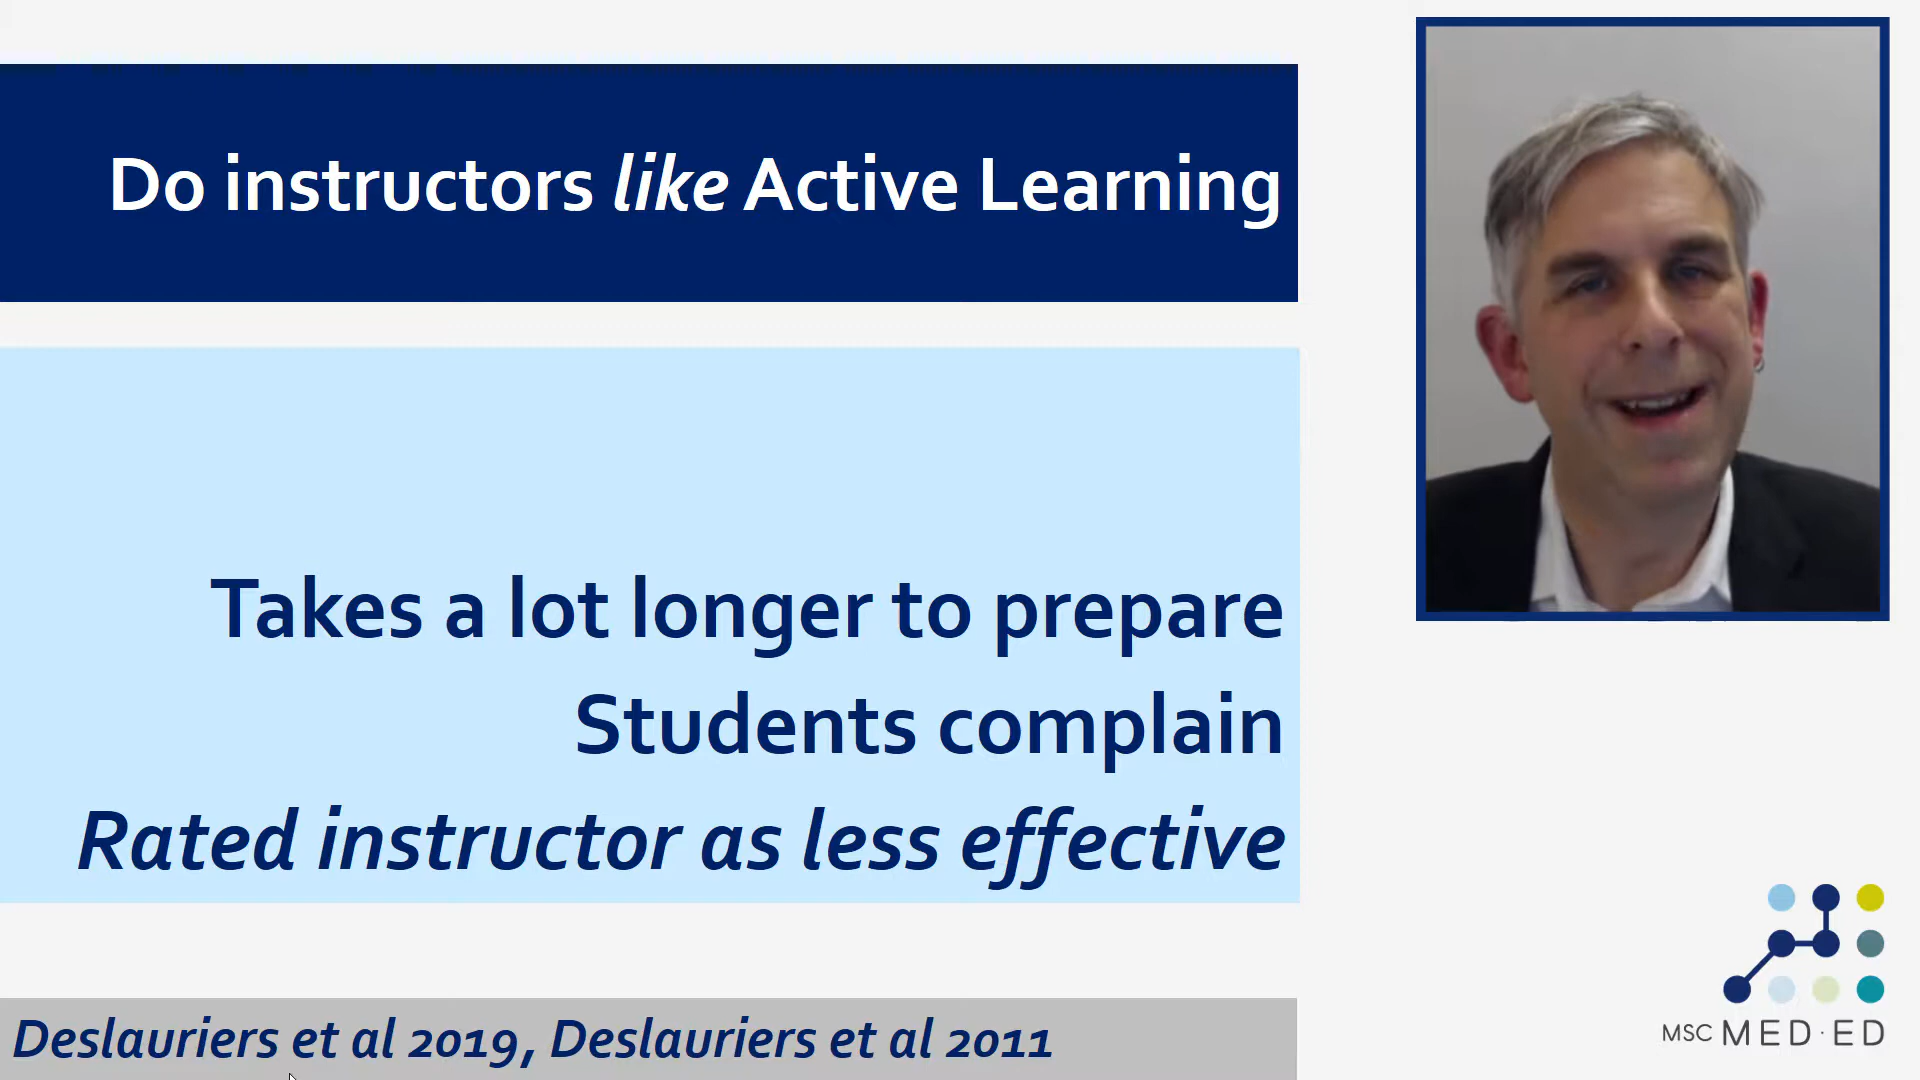 Do instructors like Active Learning
Takes a lot longer to prepare
Students complain
Rated instructor as less effective
Deslauriers et al 2019, Deslauriers et al 2011
MSC MED·ED